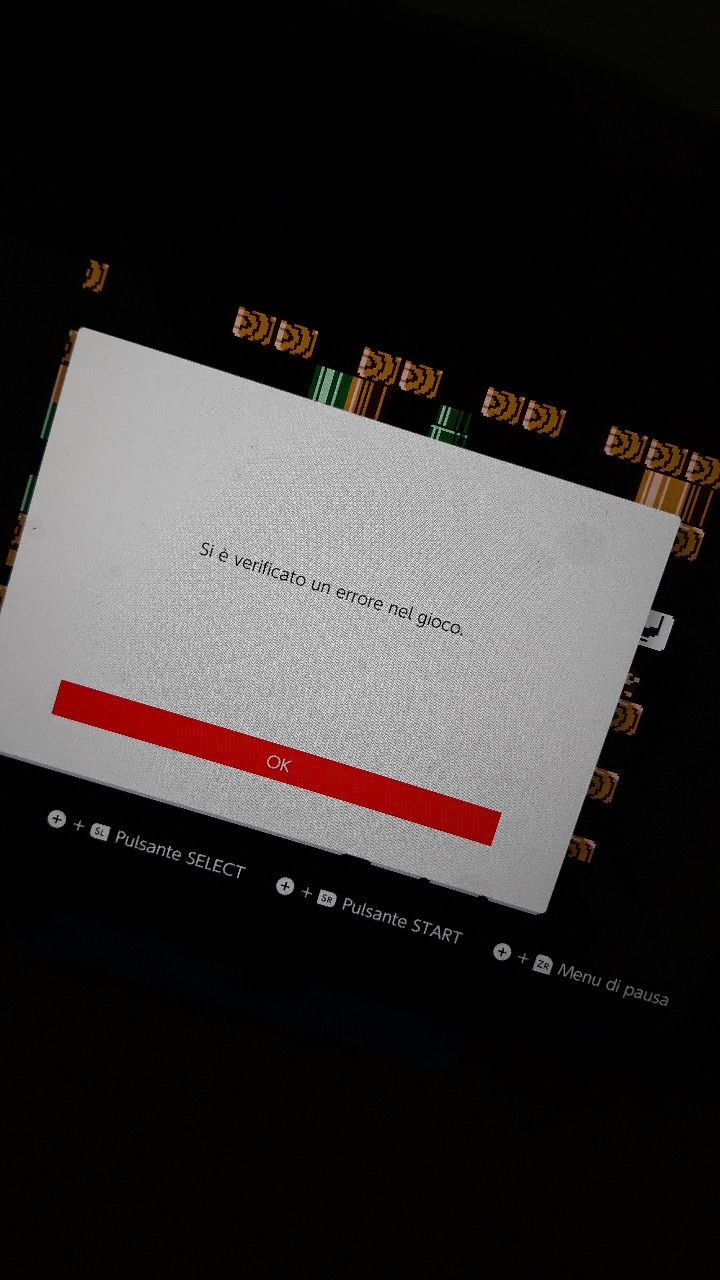 Si è verificato un errore nel gioco.
OK
+ + SL Pulsante SELECT
+ + SR Pulsante START
+ + ZR Menu di pausa